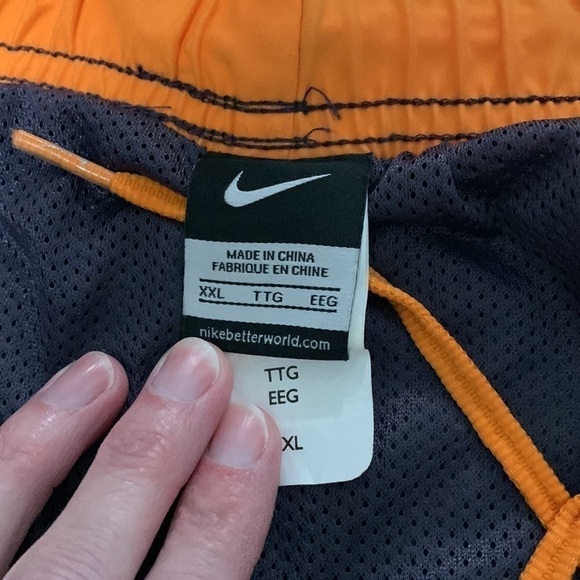 MADE IN CHINA
FABRIQUE EN CHINE
XXL TTG EEG
nikebetterworld.com
TTG
EEG
XL